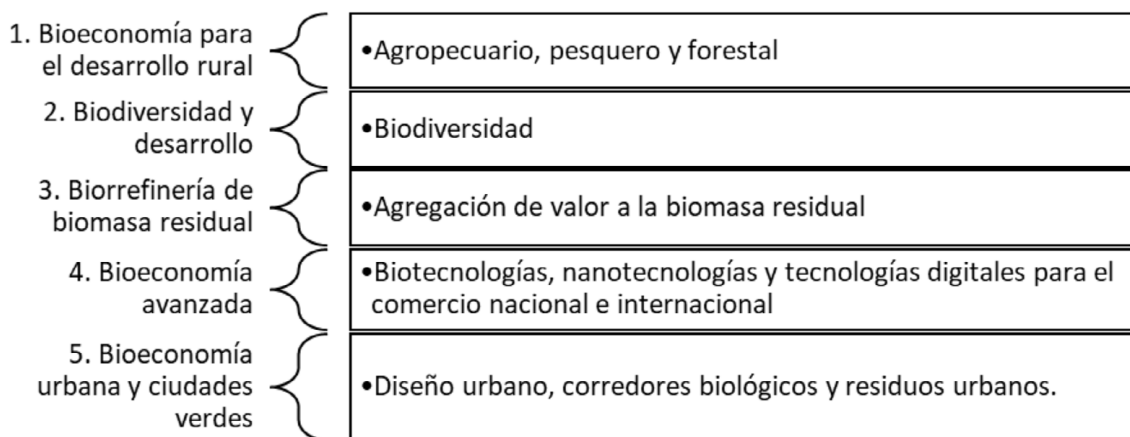 1. Bioeconomía para
el desarrollo rural
•Agropecuario, pesquero y forestal
2. Biodiversidad y
desarrollo
•Biodiversidad
3. Biorrefinería de
biomasa residual
•Agregación de valor a la biomasa residual
4. Bioeconomía
avanzada
•Biotecnologías, nanotecnologías y tecnologías digitales para el
comercio nacional e internacional
5. Bioeconomía
urbana y ciudades
verdes
•Diseño urbano, corredores biológicos y residuos urbanos.